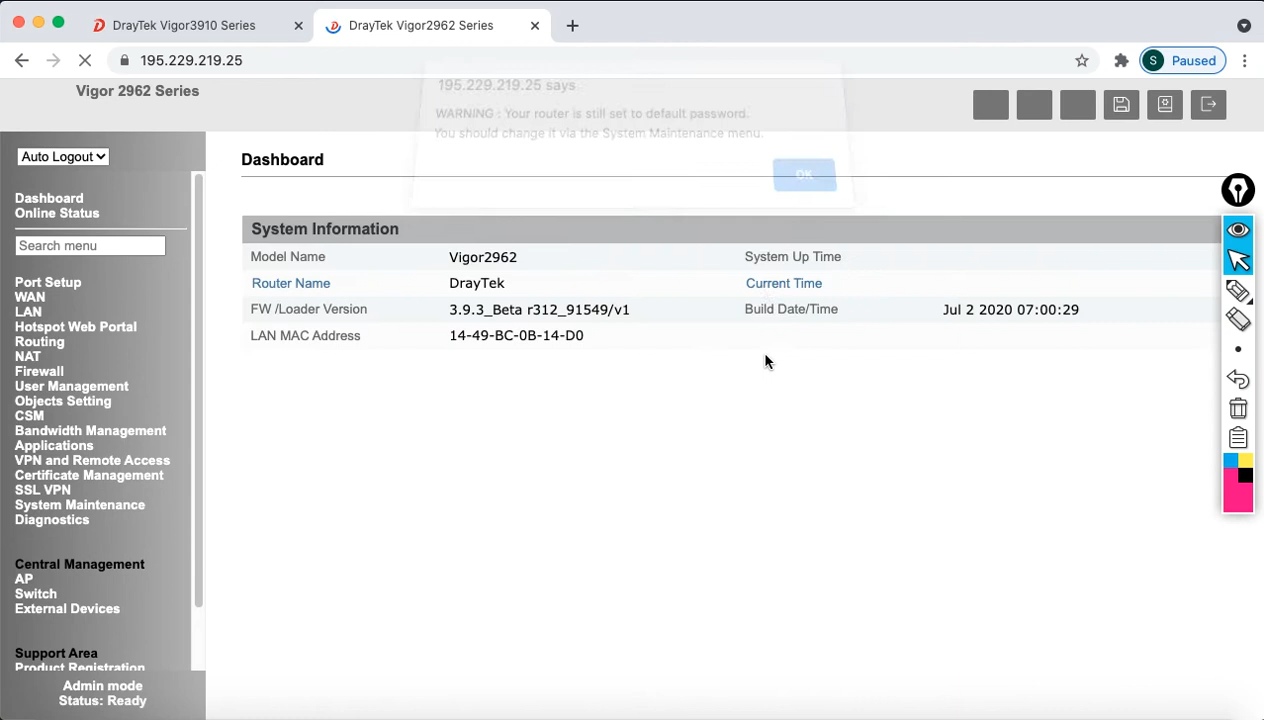 DrayTek Vigor3910 Series
DrayTek Vigor2962 Series
195.229.219.25
S
Paused
Vigor 2962 Series
195.229.219.25 says
WARNING : Your router is still set to default password.
You should change it via the System Maintenance menu.
OK
Auto Logout
Dashboard
Online Status
Search menu
Port Setup
WAN
LAN
Hotspot Web Portal
Routing
NAT
Firewall
User Management
Objects Setting
CSM
Bandwidth Management
Applications
VPN and Remote Access
Certificate Management
SSL VPN
System Maintenance
Diagnostics
Central Management
AP
Switch
External Devices
Support Area
Product Registration
Admin mode
Status: Ready
Dashboard
System Information
Model Name Vigor2962 System Up Time
Router Name DrayTek Current Time
FW /Loader Version 3.9.3_Beta r312_91549/v1 Build Date/Time Jul 2 2020 07:00:29
LAN MAC Address 14-49-BC-0B-14-D0